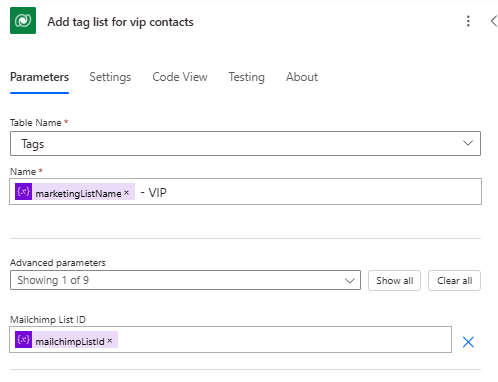 Add tag list for vip contacts
Parameters Settings Code View Testing About
Table Name *
Tags
Name *
{x} marketingListName × - VIP
Advanced parameters
Showing 1 of 9 Show all Clear all
Mailchimp List ID
{x} mailchimpListId ×